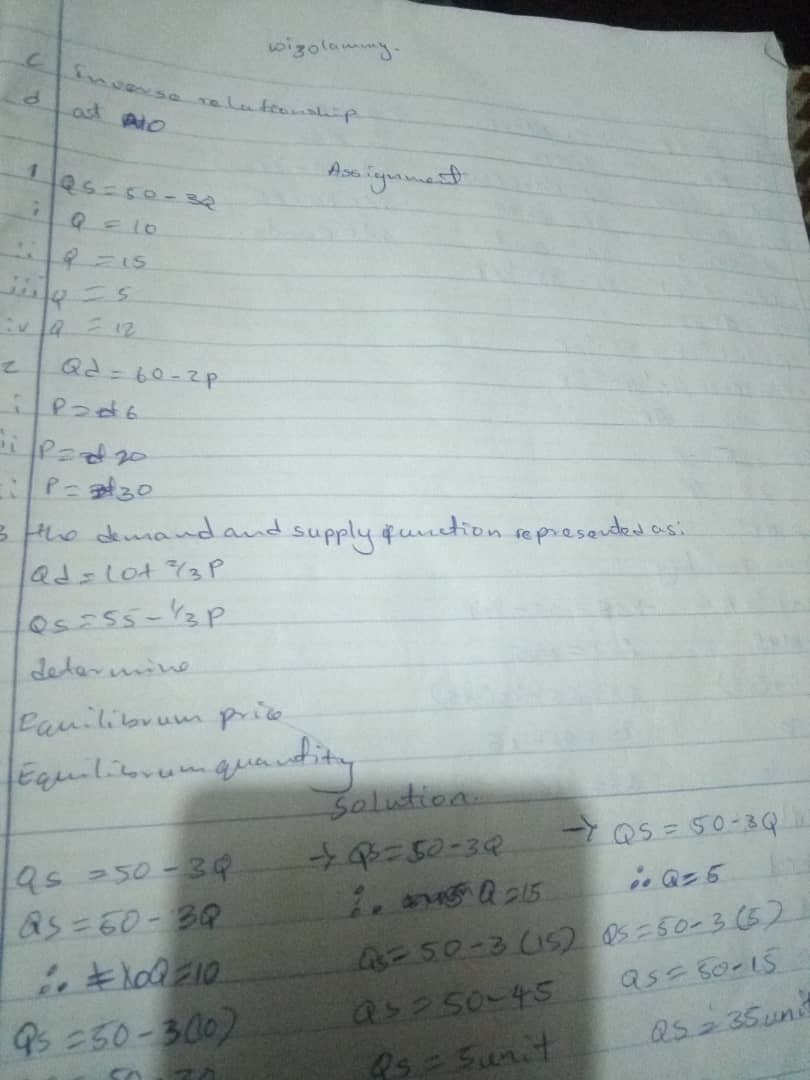 wizolammy.
c inverse relationship
d at 0
Assignment
1 QS = 50 - 3Q
i Q = 10
ii Q = 15
iii Q = 5
iv Q = 12
2 Qd = 60 - 2P
i P = 6
ii P = 20
P = 30
3 the demand and supply function represented as:
Qd = 10 + 2/3P
QS = 55 - 1/3P
determine
Equilibrum price
Equilibrum quantity
Solution.
QS = 50 - 3Q → QS = 50 - 3Q → QS = 50 - 3Q
QS = 50 - 3Q ∴ Q = 15 ∴ Q = 5
∴ Q = 10 QS = 50 - 3(15) QS = 50 - 3(5)
QS = 50 - 3(10) QS = 50 - 45 QS = 50 - 15
QS = 5unit QS = 35unit